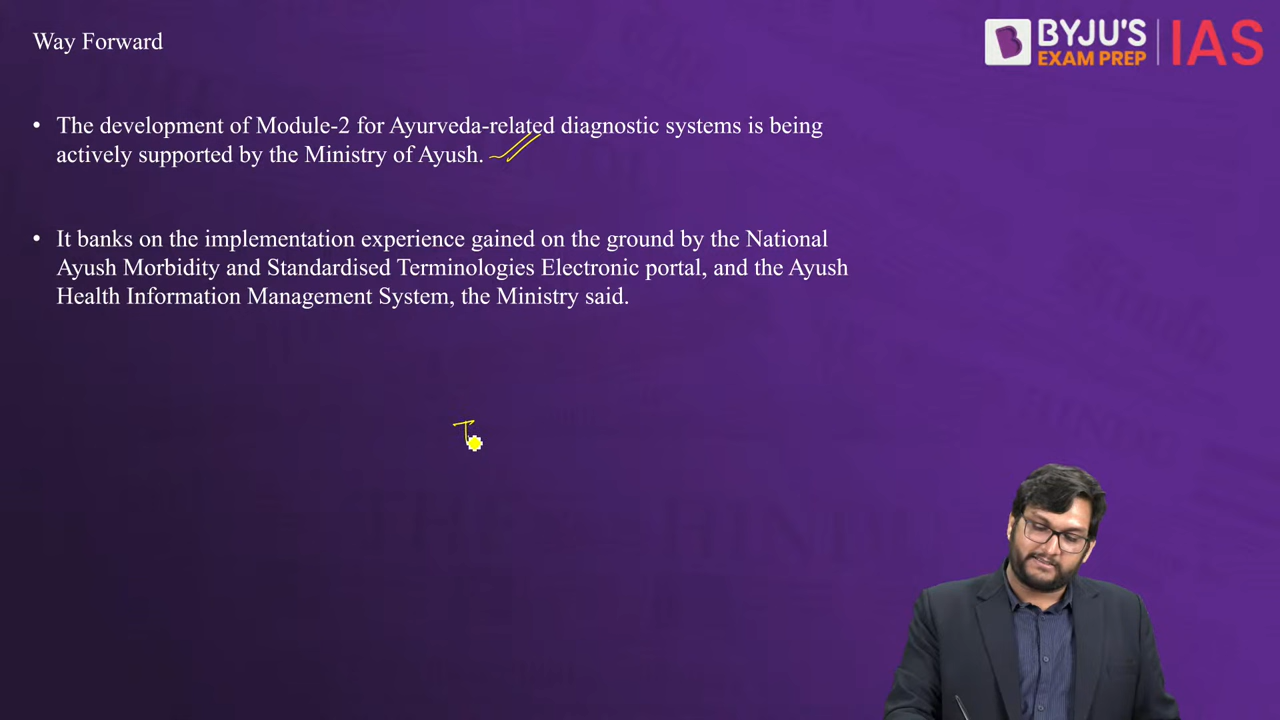 Way Forward
BYJU'S
EXAM PREP
IAS
• The development of Module-2 for Ayurveda-related diagnostic systems is being
actively supported by the Ministry of Ayush.
• It banks on the implementation experience gained on the ground by the National
Ayush Morbidity and Standardised Terminologies Electronic portal, and the Ayush
Health Information Management System, the Ministry said.